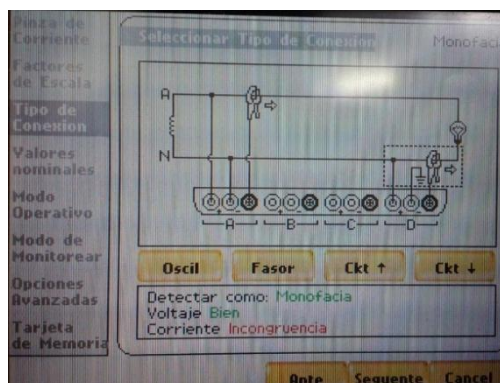 Pinza de
Corriente
Factores
de Escala
Tipo de
Conexion
Valores
nominales
Modo
Operativo
Modo de
Monitorear
Opciones
Avanzadas
Tarjeta
de Memoria
Seleccionar Tipo de Conexion
Monofaci
A
N
A
B
C
D
Oscil
Fasor
Ckt ↑
Ckt ↓
Detectar como: Monofacia
Voltaje Bien
Corriente Incongruencia
Ante
Seguente
Cancel